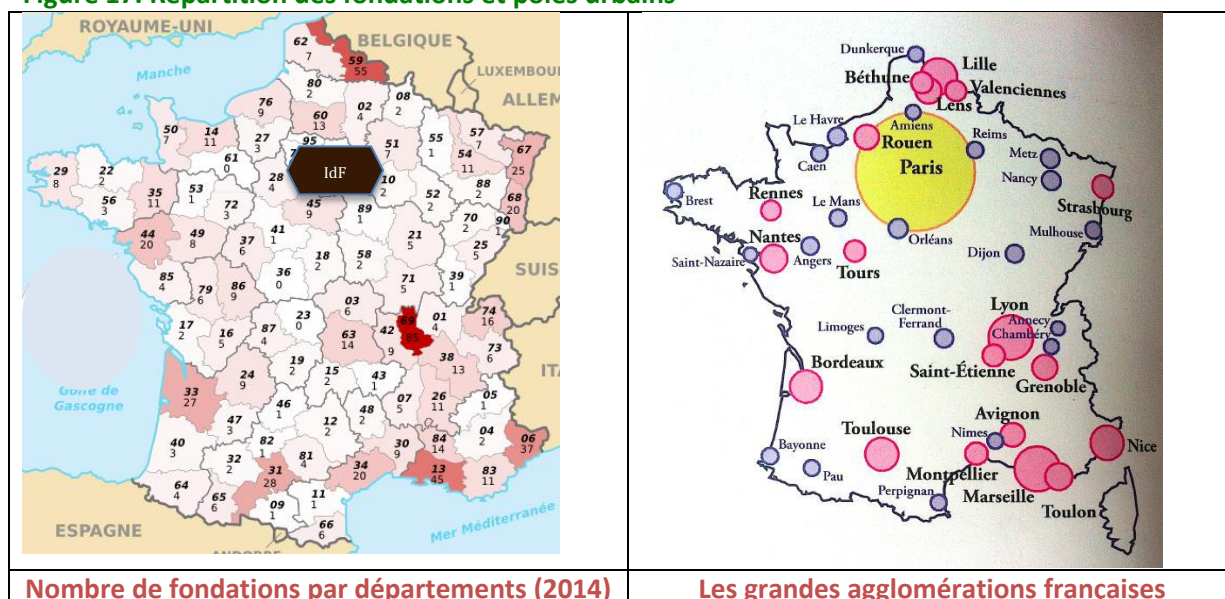 Figure 17. Répartition des fondations et pôles urbains
ROYAUME-UNI
BELGIQUE
LUXEMBOU
ALLEM
Manche
62
7
59
55
80
2
02
4
08
2
76
9
60
13
50
7
14
11
27
3
95
51
7
55
1
57
7
54
11
67
25
61
0
28
4
IdF
10
2
52
2
88
2
68
20
29
8
22
2
56
3
35
11
53
1
72
3
45
9
89
1
70
2
90
1
44
20
49
8
37
6
41
1
18
2
58
2
21
5
25
5
SUIS
85
4
79
6
86
9
36
0
03
6
71
5
39
1
17
2
16
5
87
4
23
0
63
14
42
9
69
85
01
4
74
16
73
6
ITA
38
13
Golfe de
Gascogne
33
27
24
9
19
2
15
2
43
1
07
5
26
11
05
1
47
3
46
1
12
2
48
2
30
9
84
14
04
2
06
37
40
3
32
2
82
1
81
4
34
20
13
45
83
11
64
4
65
6
31
28
09
1
11
1
66
6
ESPAGNE
ANDORRE
Mer Méditerranée
Dunkerque
Lille
Béthune
Valenciennes
Lens
Amiens
Le Havre
Rouen
Reims
Caen
Paris
Metz
Nancy
Strasbourg
Brest
Rennes
Le Mans
Orléans
Mulhouse
Nantes
Saint-Nazaire
Angers
Tours
Dijon
Lyon
Clermont-
Ferrand
Limoges
Annecy
Chambéry
Saint-Étienne
Grenoble
Bordeaux
Avignon
Toulouse
Nimes
Nice
Bayonne
Pau
Montpellier
Marseille
Perpignan
Toulon
Nombre de fondations par départements (2014)
Les grandes agglomérations françaises